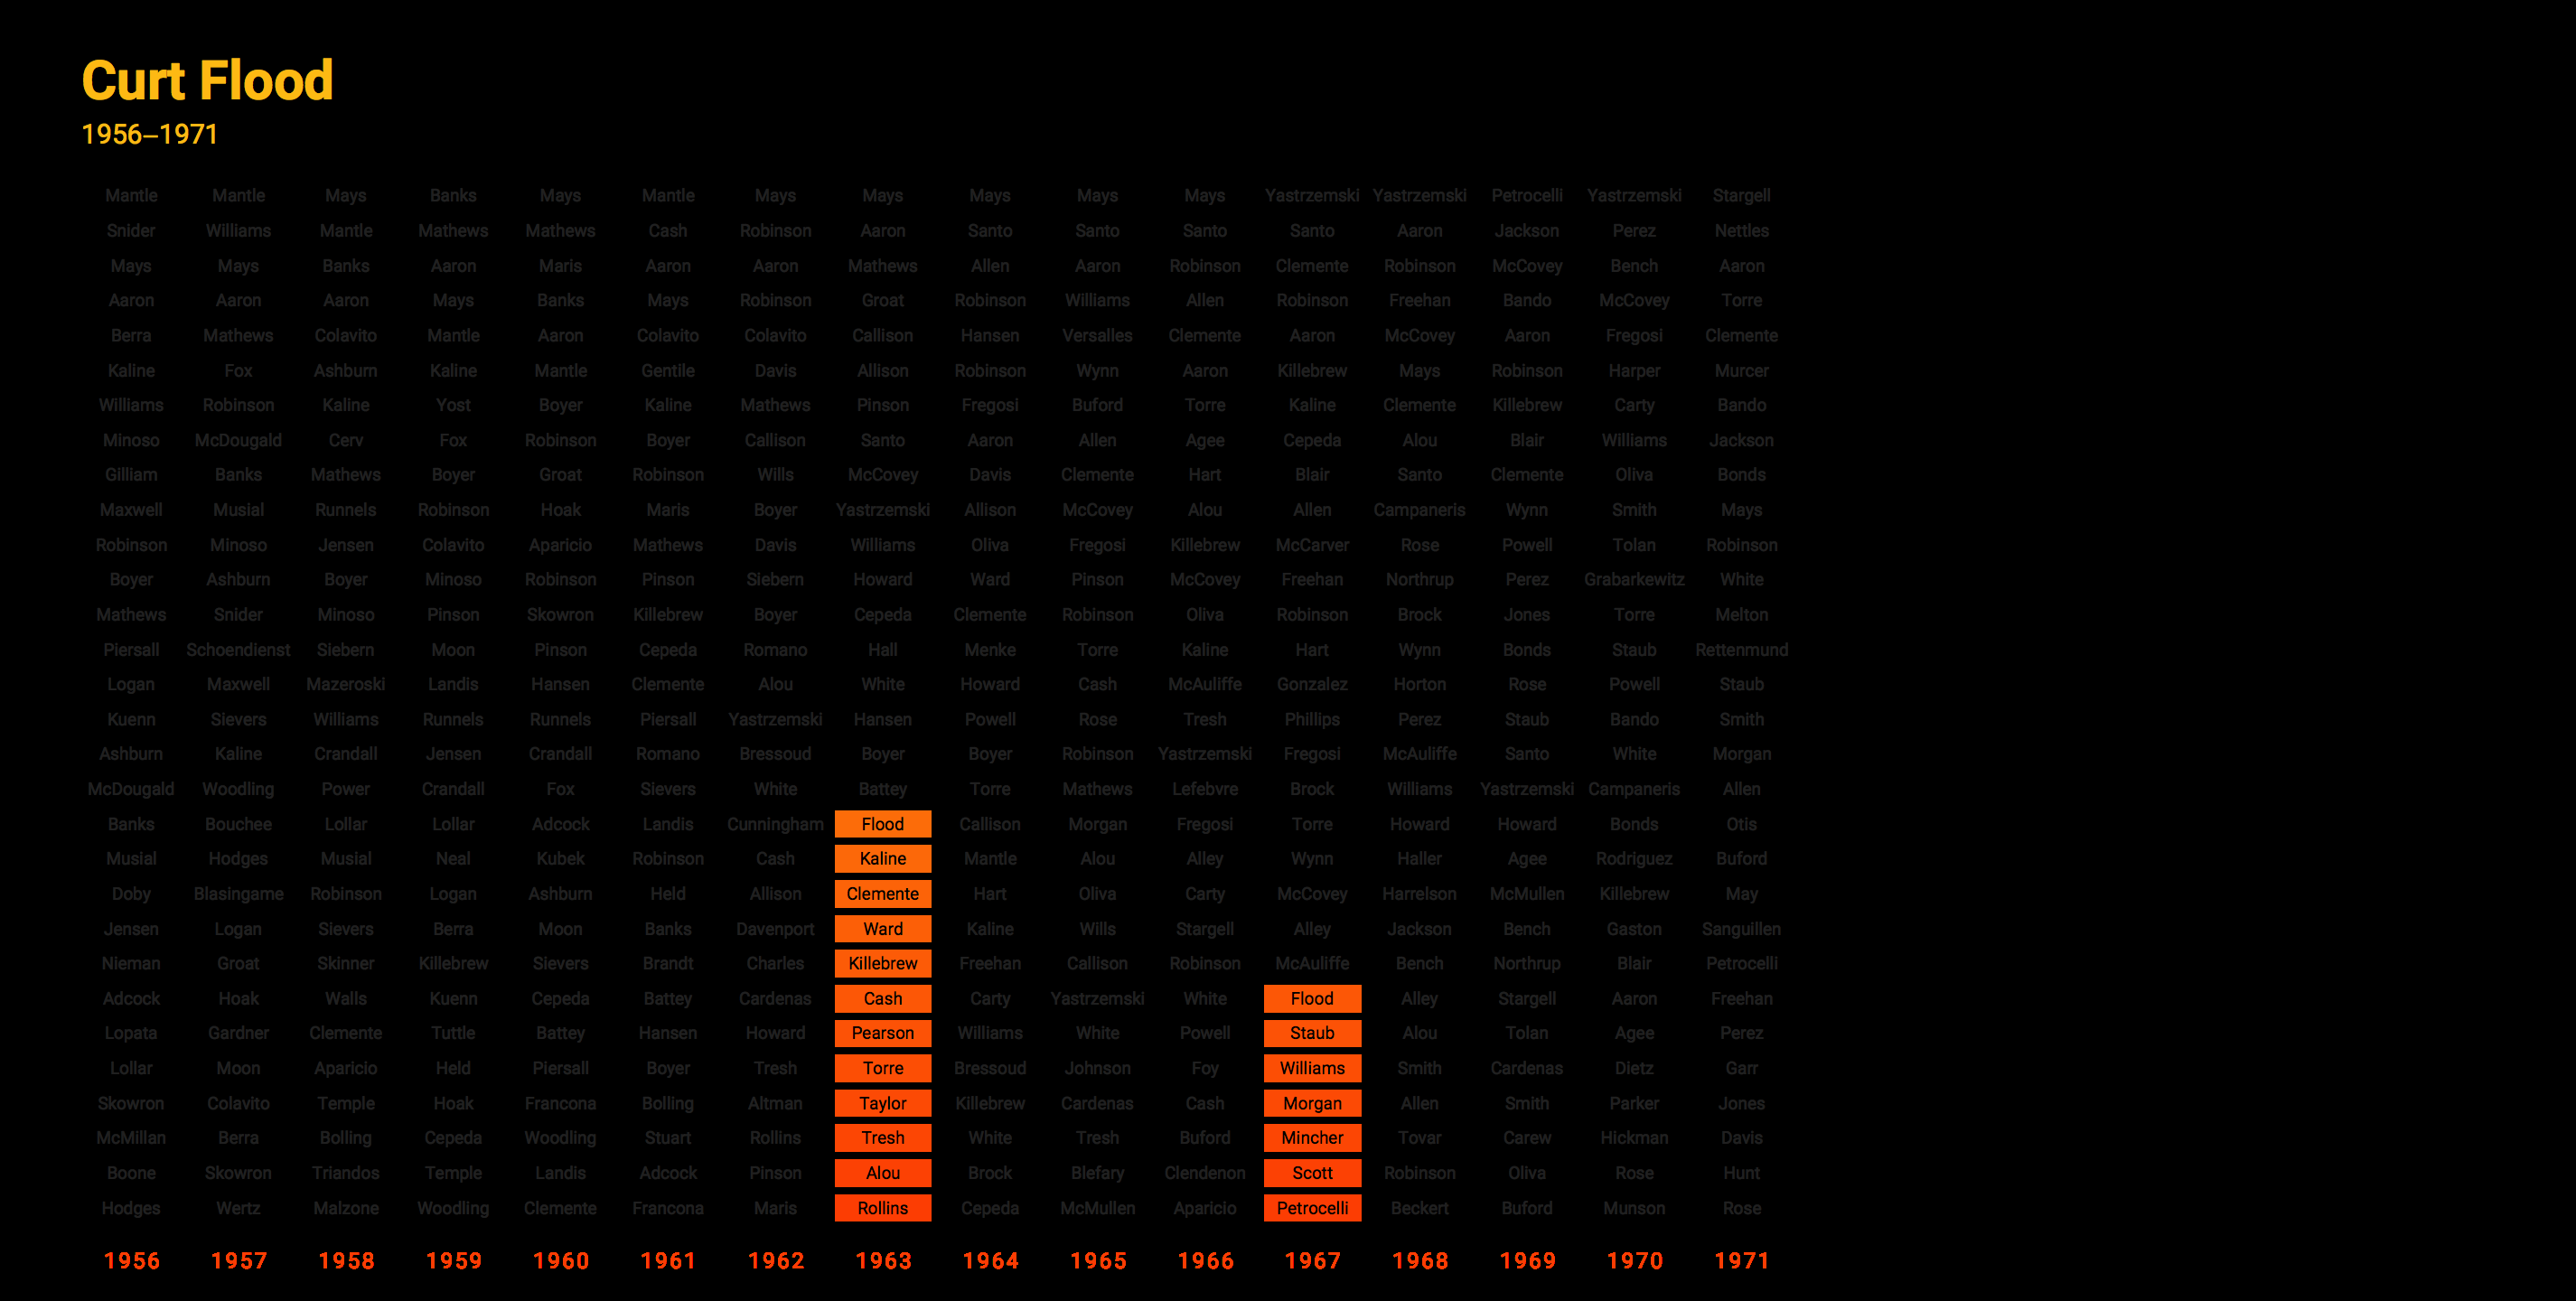 Curt Flood
1956–1971
Mantle Mantle Mays Banks Mays Mantle Mays Mays Mays Mays Mays Yastrzemski Yastrzemski Petrocelli Yastrzemski Stargell
Snider Williams Mantle Mathews Mathews Cash Robinson Aaron Santo Santo Santo Santo Aaron Jackson Perez Nettles
Mays Mays Banks Aaron Maris Aaron Aaron Mathews Allen Aaron Robinson Clemente Robinson McCovey Bench Aaron
Aaron Aaron Aaron Mays Banks Mays Robinson Groat Robinson Williams Allen Robinson Freehan Bando McCovey Torre
Berra Mathews Colavito Mantle Aaron Colavito Colavito Callison Hansen Versalles Clemente Aaron McCovey Aaron Fregosi Clemente
Kaline Fox Ashburn Kaline Mantle Gentile Davis Allison Robinson Wynn Aaron Killebrew Mays Robinson Harper Murcer
Williams Robinson Kaline Yost Boyer Kaline Mathews Pinson Fregosi Buford Torre Kaline Clemente Killebrew Carty Bando
Minoso McDougald Cerv Fox Robinson Boyer Callison Santo Aaron Allen Agee Cepeda Alou Blair Williams Jackson
Gilliam Banks Mathews Boyer Groat Robinson Wills McCovey Davis Clemente Hart Blair Santo Clemente Oliva Bonds
Maxwell Musial Runnels Robinson Hoak Maris Boyer Yastrzemski Allison McCovey Alou Allen Campaneris Wynn Smith Mays
Robinson Minoso Jensen Colavito Aparicio Mathews Davis Williams Oliva Fregosi Killebrew McCarver Rose Powell Tolan Robinson
Boyer Ashburn Boyer Minoso Robinson Pinson Siebern Howard Ward Pinson McCovey Freehan Northrup Perez Grabarkewitz White
Mathews Snider Minoso Pinson Skowron Killebrew Boyer Cepeda Clemente Robinson Oliva Robinson Brock Jones Torre Melton
Piersall Schoendienst Siebern Moon Pinson Cepeda Romano Hall Menke Torre Kaline Hart Wynn Bonds Staub Rettenmund
Logan Maxwell Mazeroski Landis Hansen Clemente Alou White Howard Cash McAuliffe Gonzalez Horton Rose Powell Staub
Kuenn Sievers Williams Runnels Runnels Piersall Yastrzemski Hansen Powell Rose Tresh Phillips Perez Staub Bando Smith
Ashburn Kaline Crandall Jensen Crandall Romano Bressoud Boyer Boyer Robinson Yastrzemski Fregosi McAuliffe Santo White Morgan
McDougald Woodling Power Crandall Fox Sievers White Battey Torre Mathews Lefebvre Brock Williams Yastrzemski Campaneris Allen
Banks Bouchee Lollar Lollar Adcock Landis Cunningham Flood Callison Morgan Fregosi Torre Howard Howard Bonds Otis
Musial Hodges Musial Neal Kubek Robinson Cash Kaline Mantle Alou Alley Wynn Haller Agee Rodriguez Buford
Doby Blasingame Robinson Logan Ashburn Held Allison Clemente Hart Oliva Carty McCovey Harrelson McMullen Killebrew May
Jensen Logan Sievers Berra Moon Banks Davenport Ward Kaline Wills Stargell Alley Jackson Bench Gaston Sanguillen
Nieman Groat Skinner Killebrew Sievers Brandt Charles Killebrew Freehan Callison Robinson McAuliffe Bench Northrup Blair Petrocelli
Adcock Hoak Walls Kuenn Cepeda Battey Cardenas Cash Carty Yastrzemski White Flood Alley Stargell Aaron Freehan
Lopata Gardner Clemente Tuttle Battey Hansen Howard Pearson Williams White Powell Staub Alou Tolan Agee Perez
Lollar Moon Aparicio Held Piersall Boyer Tresh Torre Bressoud Johnson Foy Williams Smith Cardenas Dietz Garr
Skowron Colavito Temple Hoak Francona Bolling Altman Taylor Killebrew Cardenas Cash Morgan Allen Smith Parker Jones
McMillan Berra Bolling Cepeda Woodling Stuart Rollins Tresh White Tresh Buford Mincher Tovar Carew Hickman Davis
Boone Skowron Triandos Temple Landis Adcock Pinson Alou Brock Blefary Clendenon Scott Robinson Oliva Rose Hunt
Hodges Wertz Malzone Woodling Clemente Francona Maris Rollins Cepeda McMullen Aparicio Petrocelli Beckert Buford Munson Rose
1956 1957 1958 1959 1960 1961 1962 1963 1964 1965 1966 1967 1968 1969 1970 1971